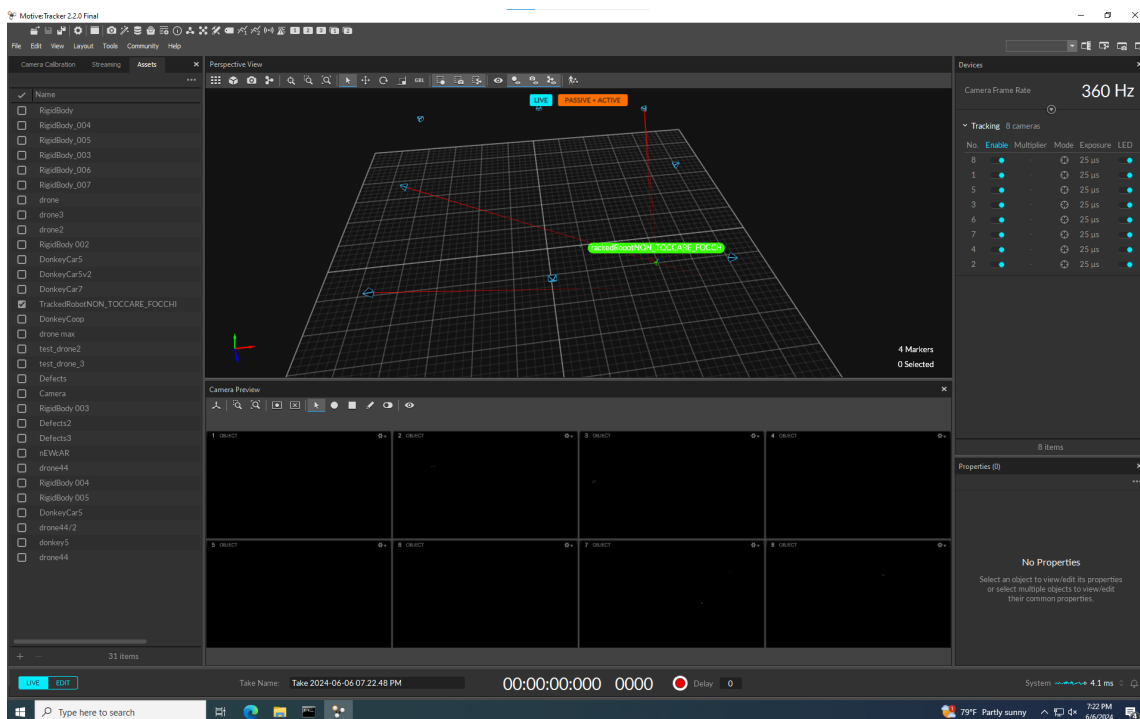 Motive:Tracker 2.2.0 Final
File Edit View Layout Tools Community Help
Camera Calibration Streaming Assets
Name
RigidBody
RigidBody_004
RigidBody_005
RigidBody_003
RigidBody_006
RigidBody_007
drone
drone3
drone2
RigidBody 002
DonkeyCar5
DonkeyCar5v2
DonkeyCar7
TrackedRobotNON_TOCCARE_FOCCHI
DonkeyCoop
drone max
test_drone2
test_drone_3
Defects
Camera
RigidBody 003
Defects2
Defects3
nEWcAR
drone44
RigidBody 004
RigidBody 005
DonkeyCar5
drone44/2
donkey5
drone44
31 items
Perspective View
GBL
LIVE PASSIVE + ACTIVE
rackedRobotNON_TOCCARE_FOCCH
4 Markers
0 Selected
Camera Preview
1 OBJECT 2 OBJECT 3 OBJECT 4 OBJECT
5 OBJECT 6 OBJECT 7 OBJECT 8 OBJECT
Devices
Camera Frame Rate 360 Hz
Tracking 8 cameras
No. Enable Multiplier Mode Exposure LED
8 25 µs
1 25 µs
5 25 µs
3 25 µs
6 25 µs
7 25 µs
4 25 µs
2 25 µs
8 items
Properties (0)
No Properties
Select an object to view/edit its properties
or select multiple objects to view/edit
their common properties.
LIVE EDIT
Take Name: Take 2024-06-06 07.22.48 PM
00:00:00:000 0000 Delay 0
System 4.1 ms
Type here to search
79°F Partly sunny
7:22 PM
6/6/2024